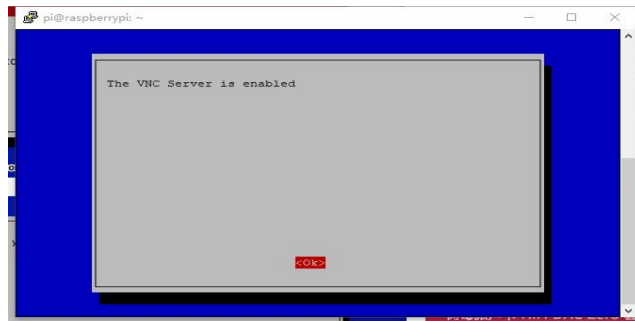 pi@raspberrypi: ~
The VNC Server is enabled
<Ok>